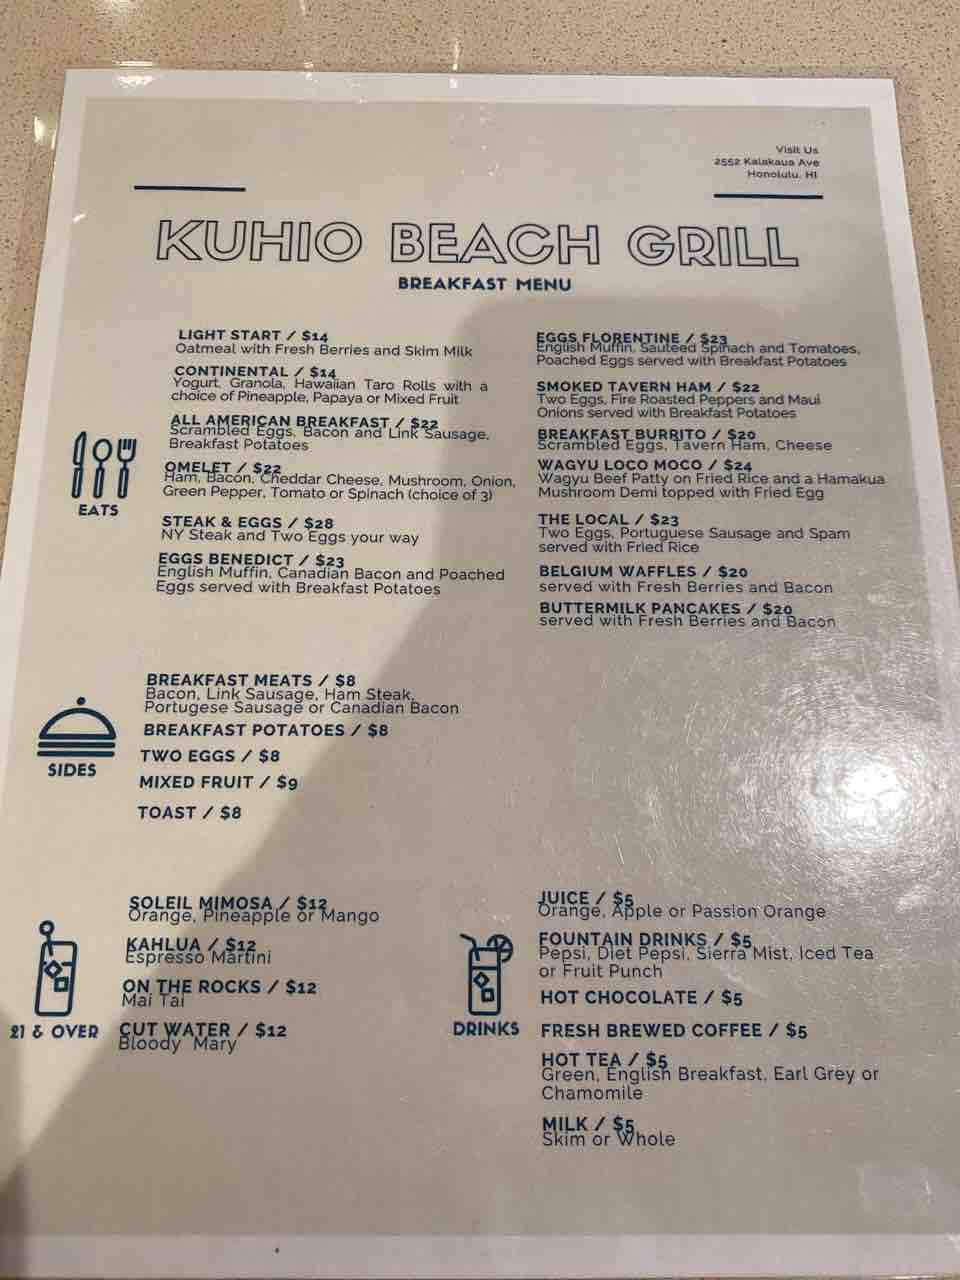 Visit Us
2552 Kalakaua Ave
Honolulu, HI
KUHIO BEACH GRILL
BREAKFAST MENU
LIGHT START / $14
Oatmeal with Fresh Berries and Skim Milk
CONTINENTAL / $14
Yogurt, Granola, Hawaiian Taro Rolls with a
choice of Pineapple, Papaya or Mixed Fruit
ALL AMERICAN BREAKFAST / $22
Scrambled Eggs, Bacon and Link Sausage,
Breakfast Potatoes
OMELET / $22
Ham, Bacon, Cheddar Cheese, Mushroom, Onion,
Green Pepper, Tomato or Spinach (choice of 3)
STEAK & EGGS / $28
NY Steak and Two Eggs your way
EGGS BENEDICT / $23
English Muffin, Canadian Bacon and Poached
Eggs served with Breakfast Potatoes
EATS
EGGS FLORENTINE / $23
English Muffin, Sauteed Spinach and Tomatoes,
Poached Eggs served with Breakfast Potatoes
SMOKED TAVERN HAM / $22
Two Eggs, Fire Roasted Peppers and Maui
Onions served with Breakfast Potatoes
BREAKFAST BURRITO / $20
Scrambled Eggs, Tavern Ham, Cheese
WAGYU LOCO MOCO / $24
Wagyu Beef Patty on Fried Rice and a Hamakua
Mushroom Demi topped with Fried Egg
THE LOCAL / $23
Two Eggs, Portuguese Sausage and Spam
served with Fried Rice
BELGIUM WAFFLES / $20
served with Fresh Berries and Bacon
BUTTERMILK PANCAKES / $20
served with Fresh Berries and Bacon
SIDES
BREAKFAST MEATS / $8
Bacon, Link Sausage, Ham Steak,
Portugese Sausage or Canadian Bacon
BREAKFAST POTATOES / $8
TWO EGGS / $8
MIXED FRUIT / $9
TOAST / $8
21 & OVER
SOLEIL MIMOSA / $12
Orange, Pineapple or Mango
KAHLUA / $12
Espresso Martini
ON THE ROCKS / $12
Mai Tai
CUT WATER / $12
Bloody Mary
DRINKS
JUICE / $5
Orange, Apple or Passion Orange
FOUNTAIN DRINKS / $5
Pepsi, Diet Pepsi, Sierra Mist, Iced Tea
or Fruit Punch
HOT CHOCOLATE / $5
FRESH BREWED COFFEE / $5
HOT TEA / $5
Green, English Breakfast, Earl Grey or
Chamomile
MILK / $5
Skim or Whole